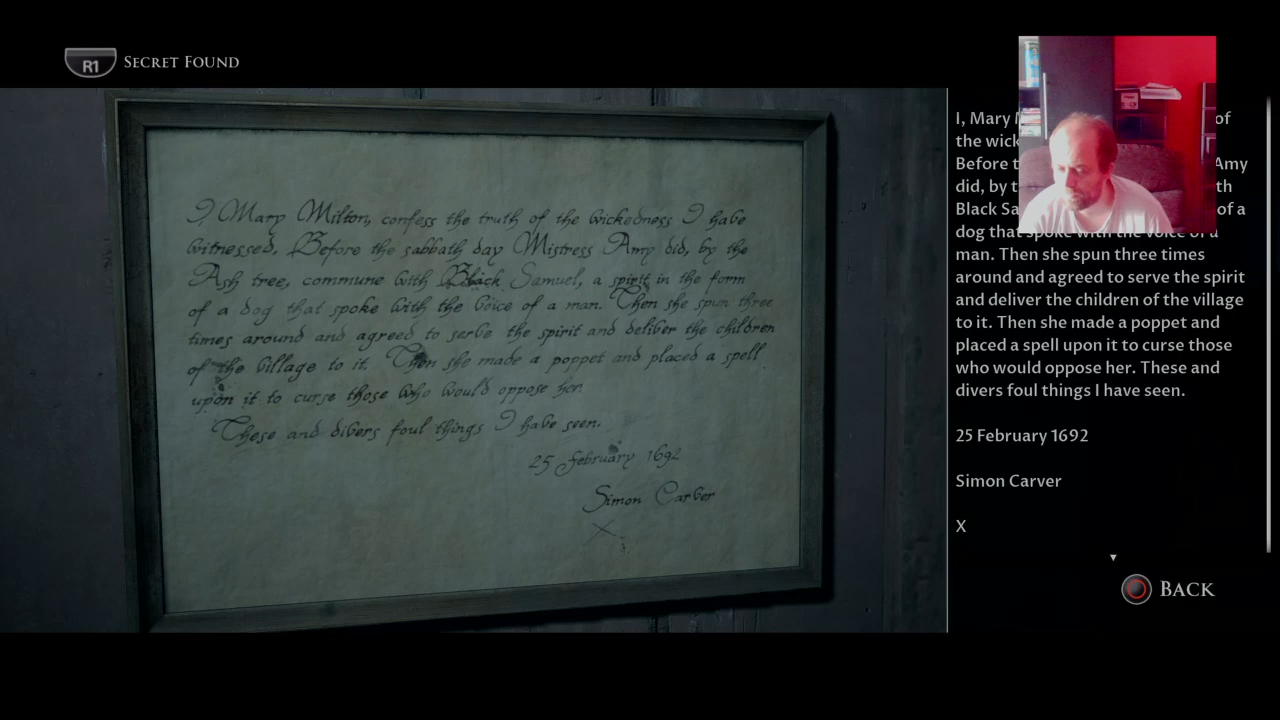 R1 SECRET FOUND
I, Mary Milton, confess the truth of the wickedness I have
witnessed. Before the sabbath day Mistress Amy did, by the
Ash tree, commune with Black Samuel, a spirit in the form
of a dog that spoke with the voice of a man. Then she spun three
times around and agreed to serve the spirit and deliver the children
of the village to it. Then she made a poppet and placed a spell
upon it to curse those who would oppose her.
These and divers foul things I have seen.
25 February 1692
Simon Carver
X
I, Mary of
the
Before Amy
did, by
Black of a
dog that spoke with the voice of a
man. Then she spun three times
around and agreed to serve the spirit
and deliver the children of the village
to it. Then she made a poppet and
placed a spell upon it to curse those
who would oppose her. These and
divers foul things I have seen.
25 February 1692
Simon Carver
X
BACK